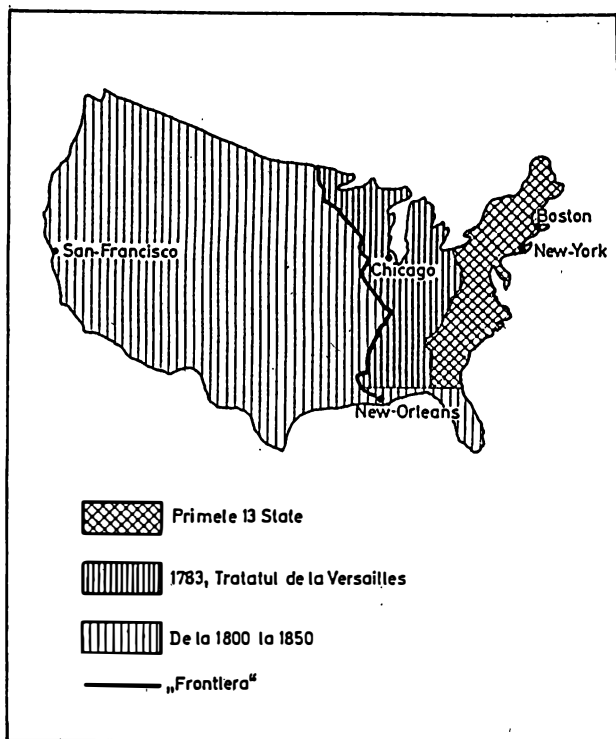 Boston
New-York
San-Francisco
Chicago
New-Orleans
Primele 13 State
1783, Tratatul de la Versailles
De la 1800 la 1850
„Frontiera“